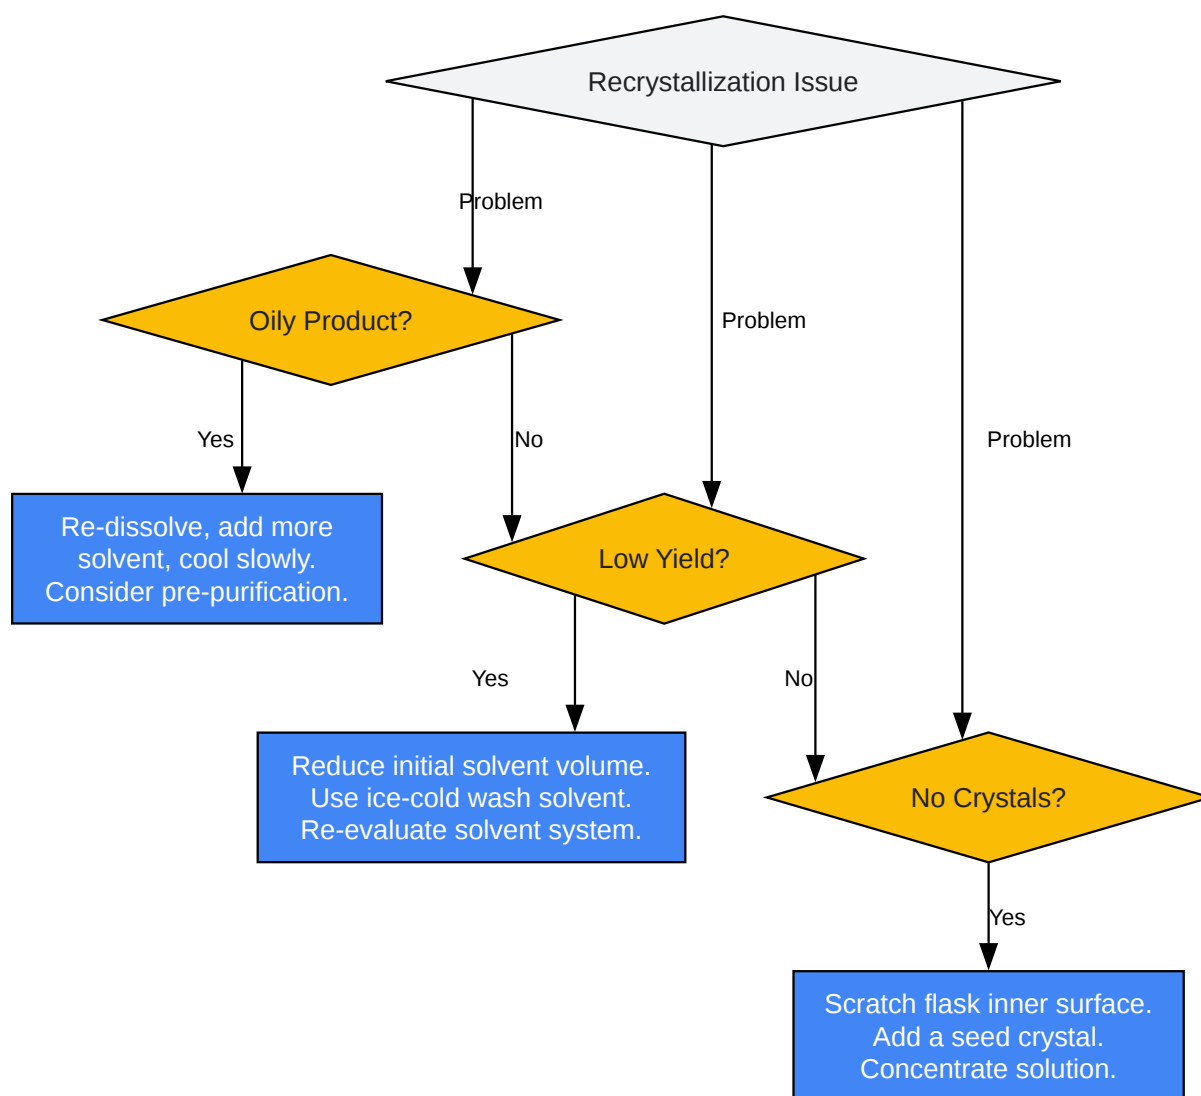 Recrystallization Issue
Problem
Oily Product?
Problem
Yes
No
Problem
Re-dissolve, add more
solvent, cool slowly.
Consider pre-purification.
Low Yield?
Yes
No
Reduce initial solvent volume.
Use ice-cold wash solvent.
Re-evaluate solvent system.
No Crystals?
Yes
Scratch flask inner surface.
Add a seed crystal.
Concentrate solution.